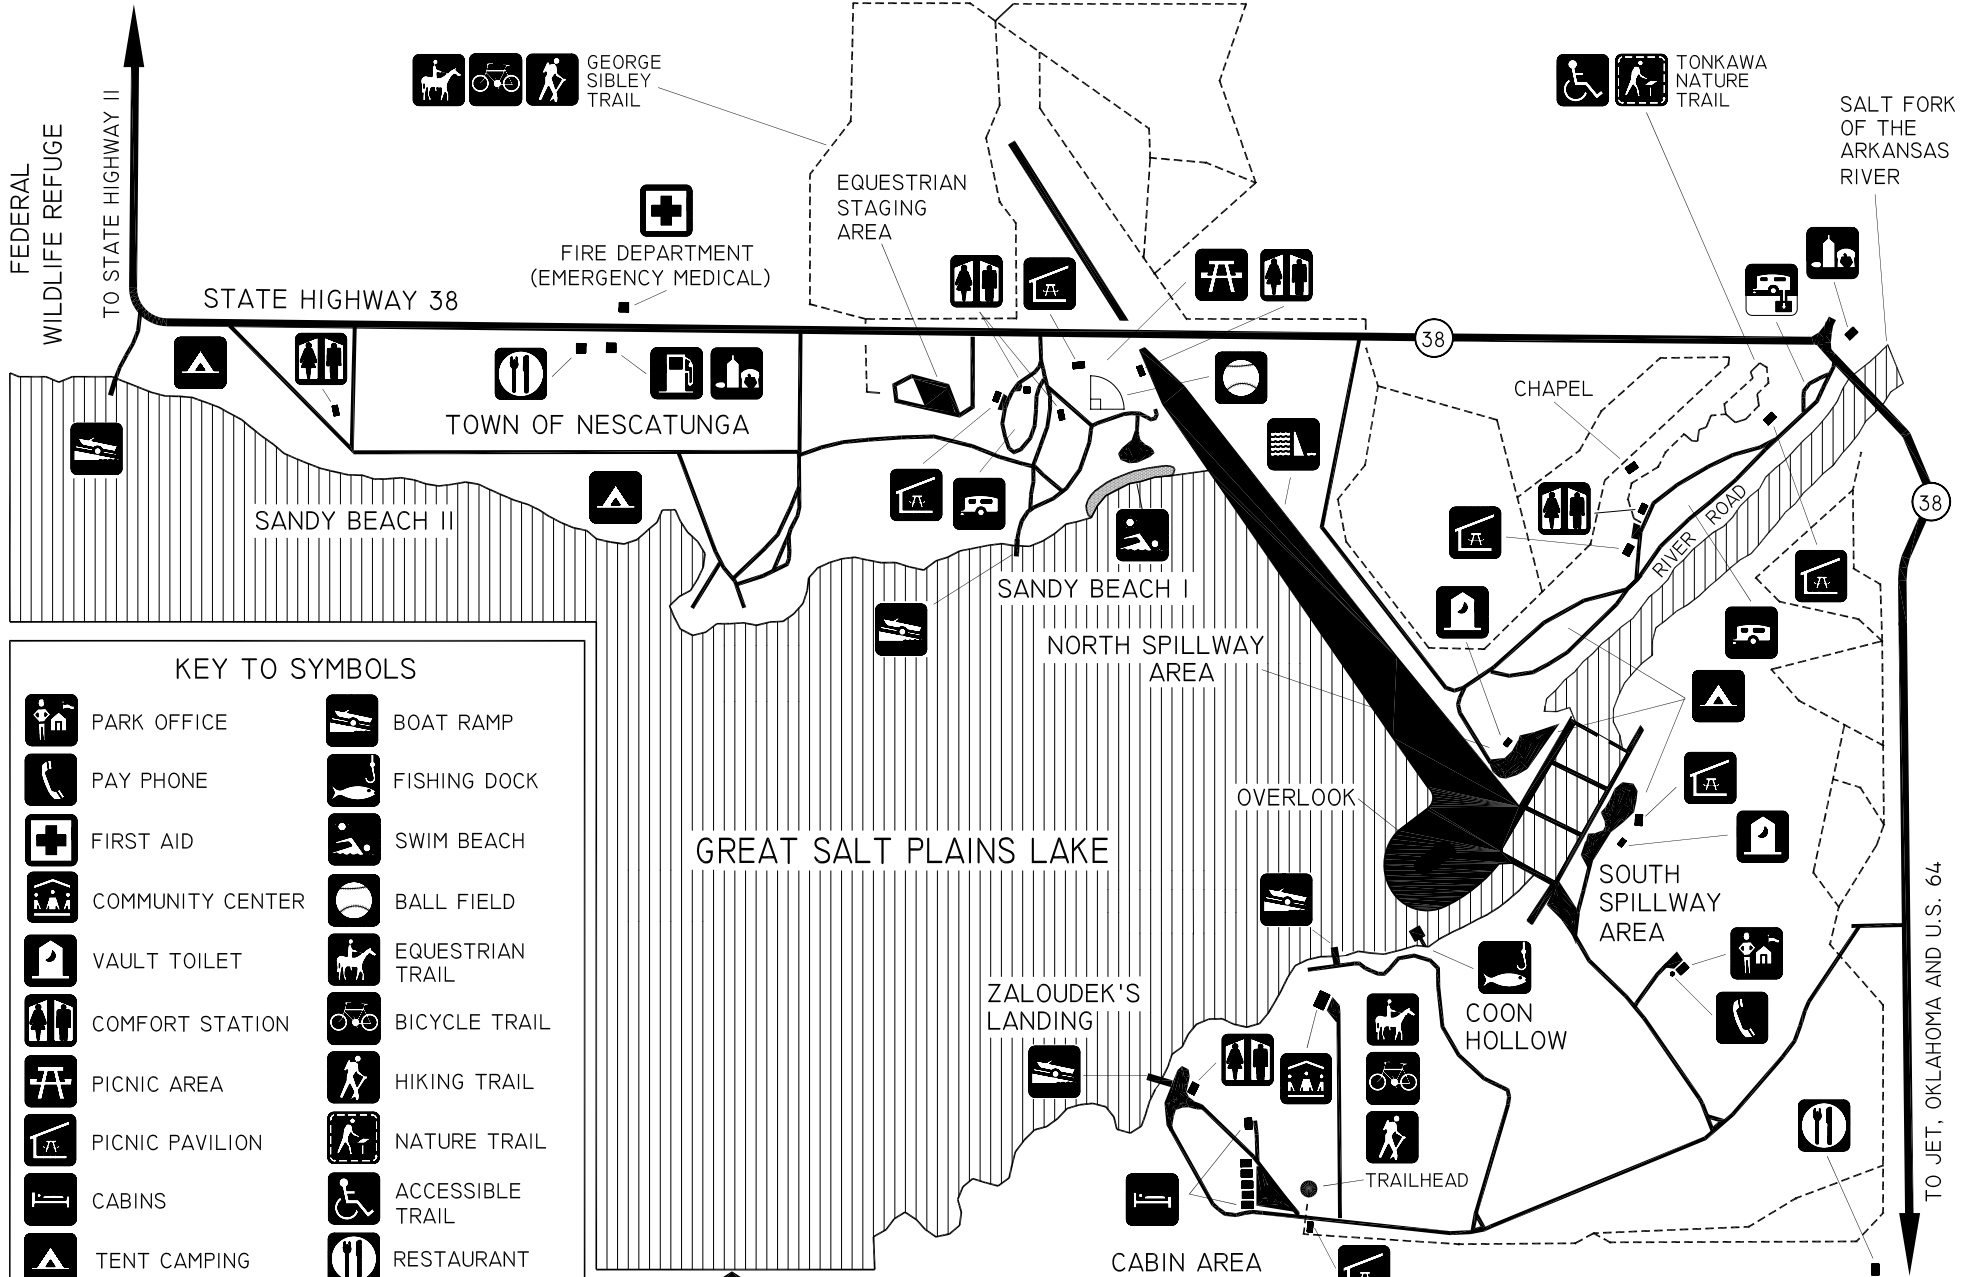 GEORGE
SIBLEY
TRAIL
TONKAWA
NATURE
TRAIL
SALT FORK
OF THE
ARKANSAS
RIVER
FEDERAL
WILDLIFE REFUGE
TO STATE HIGHWAY 11
EQUESTRIAN
STAGING
AREA
FIRE DEPARTMENT
(EMERGENCY MEDICAL)
STATE HIGHWAY 38
38
CHAPEL
TOWN OF NESCATUNGA
38
SANDY BEACH II
RIVER ROAD
SANDY BEACH I
NORTH SPILLWAY
AREA
OVERLOOK
GREAT SALT PLAINS LAKE
SOUTH
SPILLWAY
AREA
ZALOUDEK'S
LANDING
COON
HOLLOW
TRAILHEAD
CABIN AREA
TO JET, OKLAHOMA AND U.S. 64
KEY TO SYMBOLS
PARK OFFICE
PAY PHONE
FIRST AID
COMMUNITY CENTER
VAULT TOILET
COMFORT STATION
PICNIC AREA
PICNIC PAVILION
CABINS
TENT CAMPING
BOAT RAMP
FISHING DOCK
SWIM BEACH
BALL FIELD
EQUESTRIAN
TRAIL
BICYCLE TRAIL
HIKING TRAIL
NATURE TRAIL
ACCESSIBLE
TRAIL
RESTAURANT